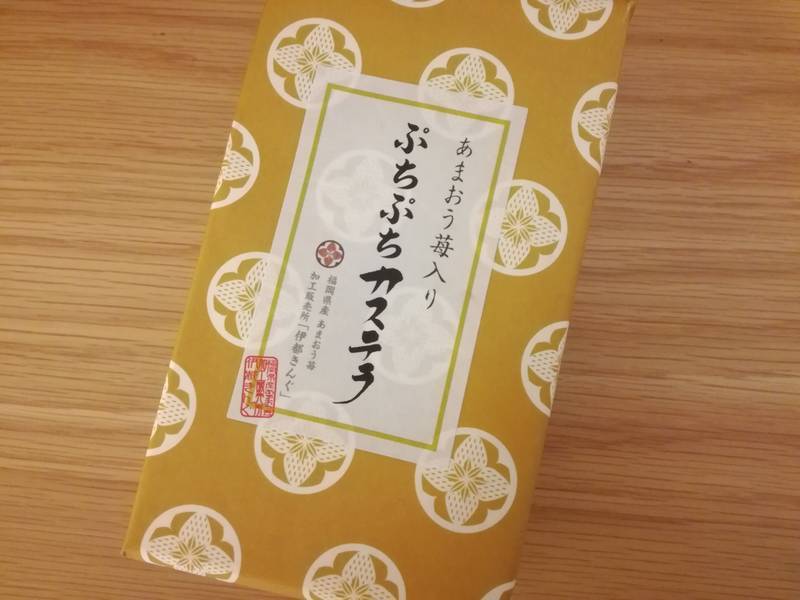 あまおう苺入り
ぷちぷちカステラ
福岡県産 あまおう苺
加工販売所「伊都きんぐ」